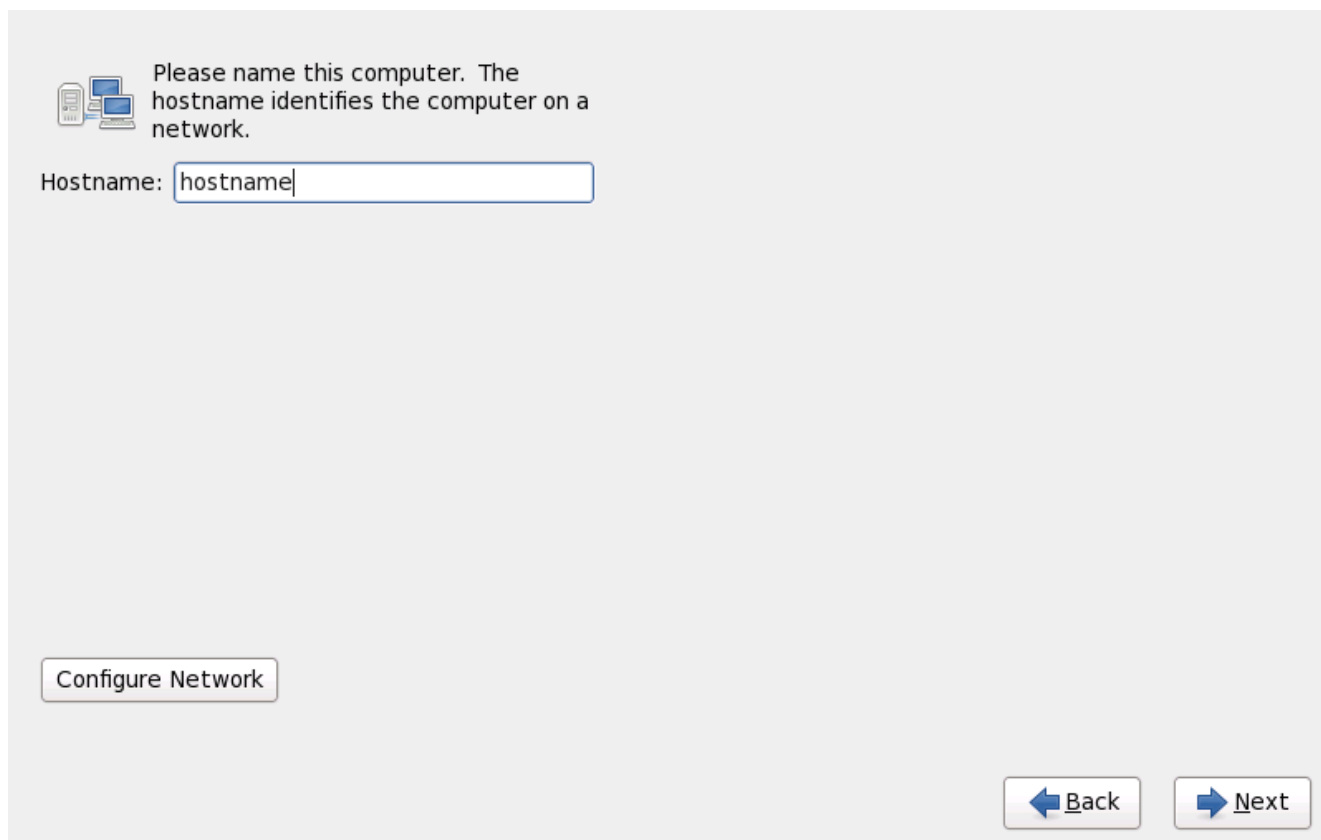 Please name this computer.  The
hostname identifies the computer on a
network.
Hostname: hostname
Configure Network
Back
Next